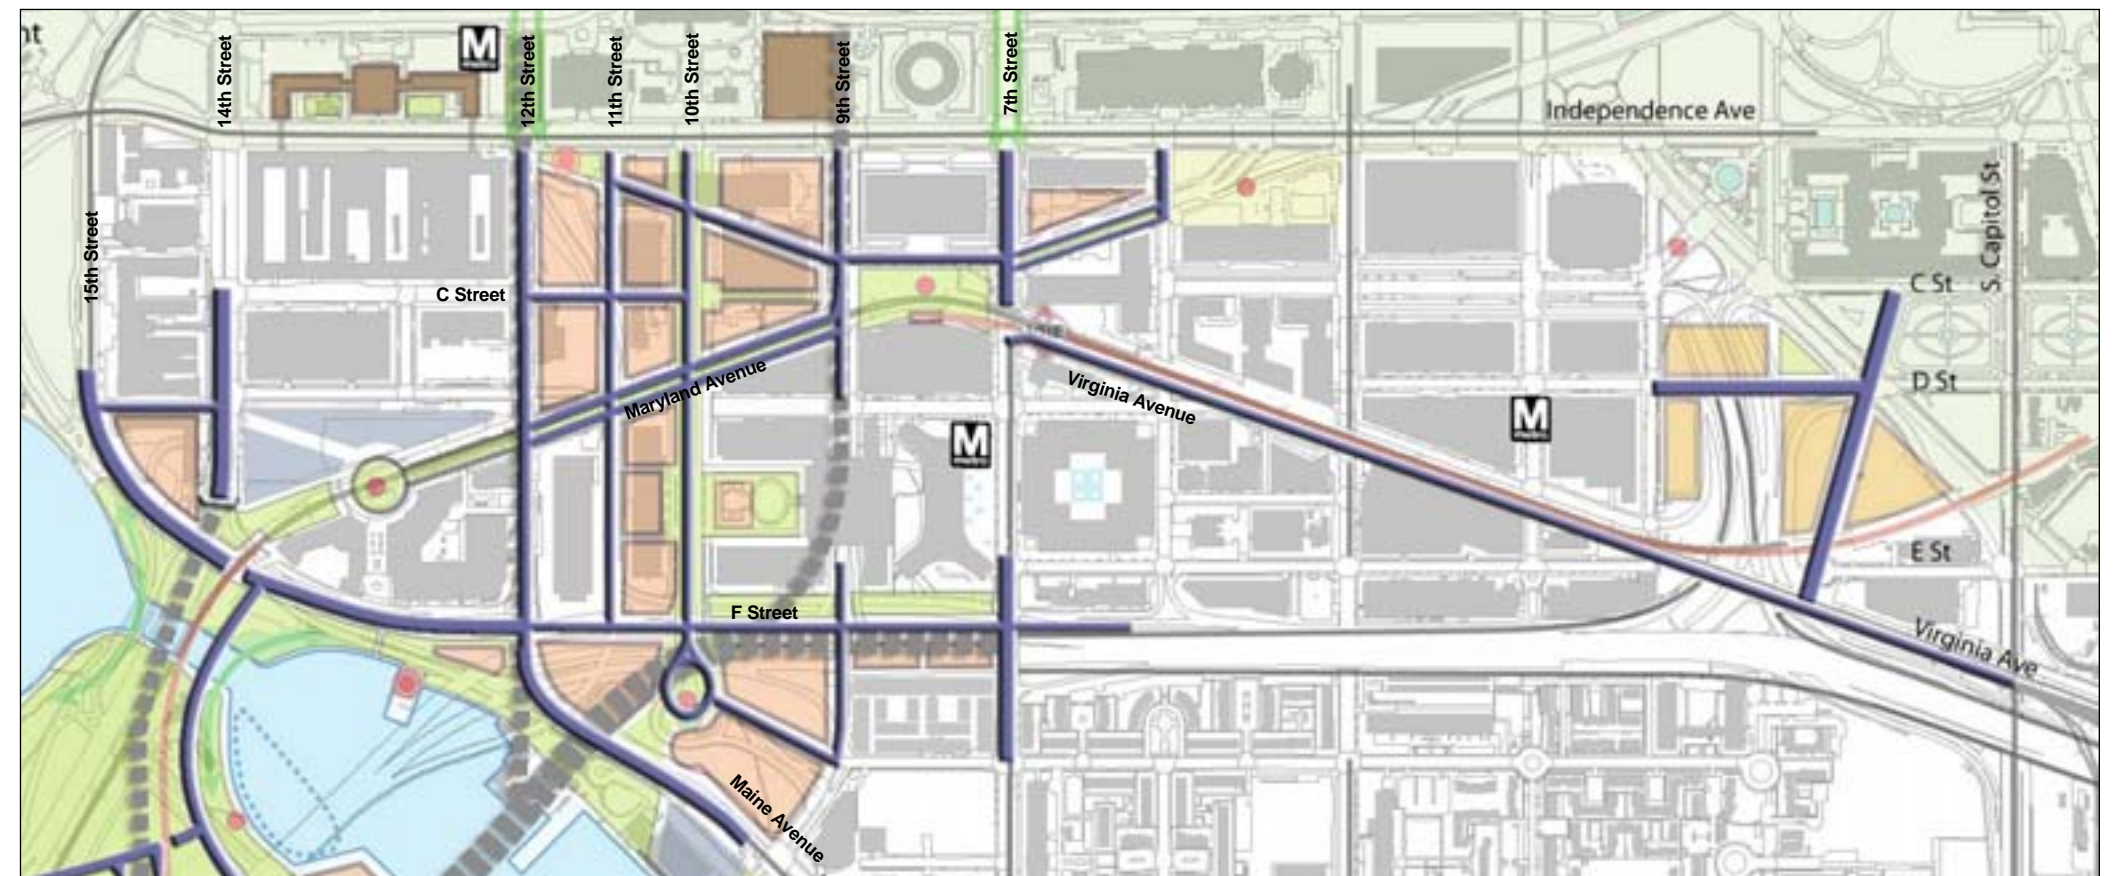 nt
14th Street
M
12th Street
11th Street
10th Street
9th Street
7th Street
Independence Ave
15th Street
S. Capitol St
C Street
C St
Maryland Avenue
Virginia Avenue
D St
M
M
E St
F Street
Virginia Ave
Maine Avenue